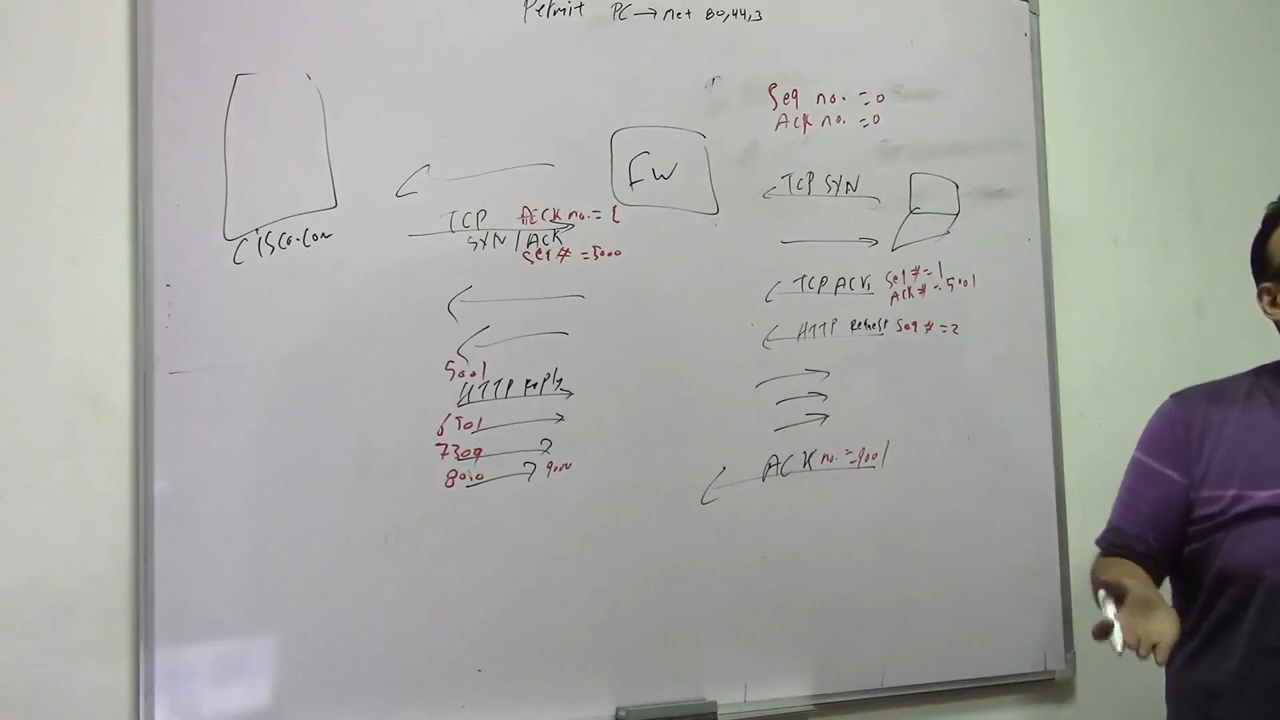 Permit PC → net 80,443
Seq no. = 0
ACK no. = 0
FW
TCP SYN
TCP ACK no. = 1
SYN / ACK
Seq # = 5000
cisco.com
TCP ACK Seq # = 1
ACK # = 5001
HTTP Seq # = 2
5001
HTTP Reply
6501
8010 9000
ACK no. = 9001